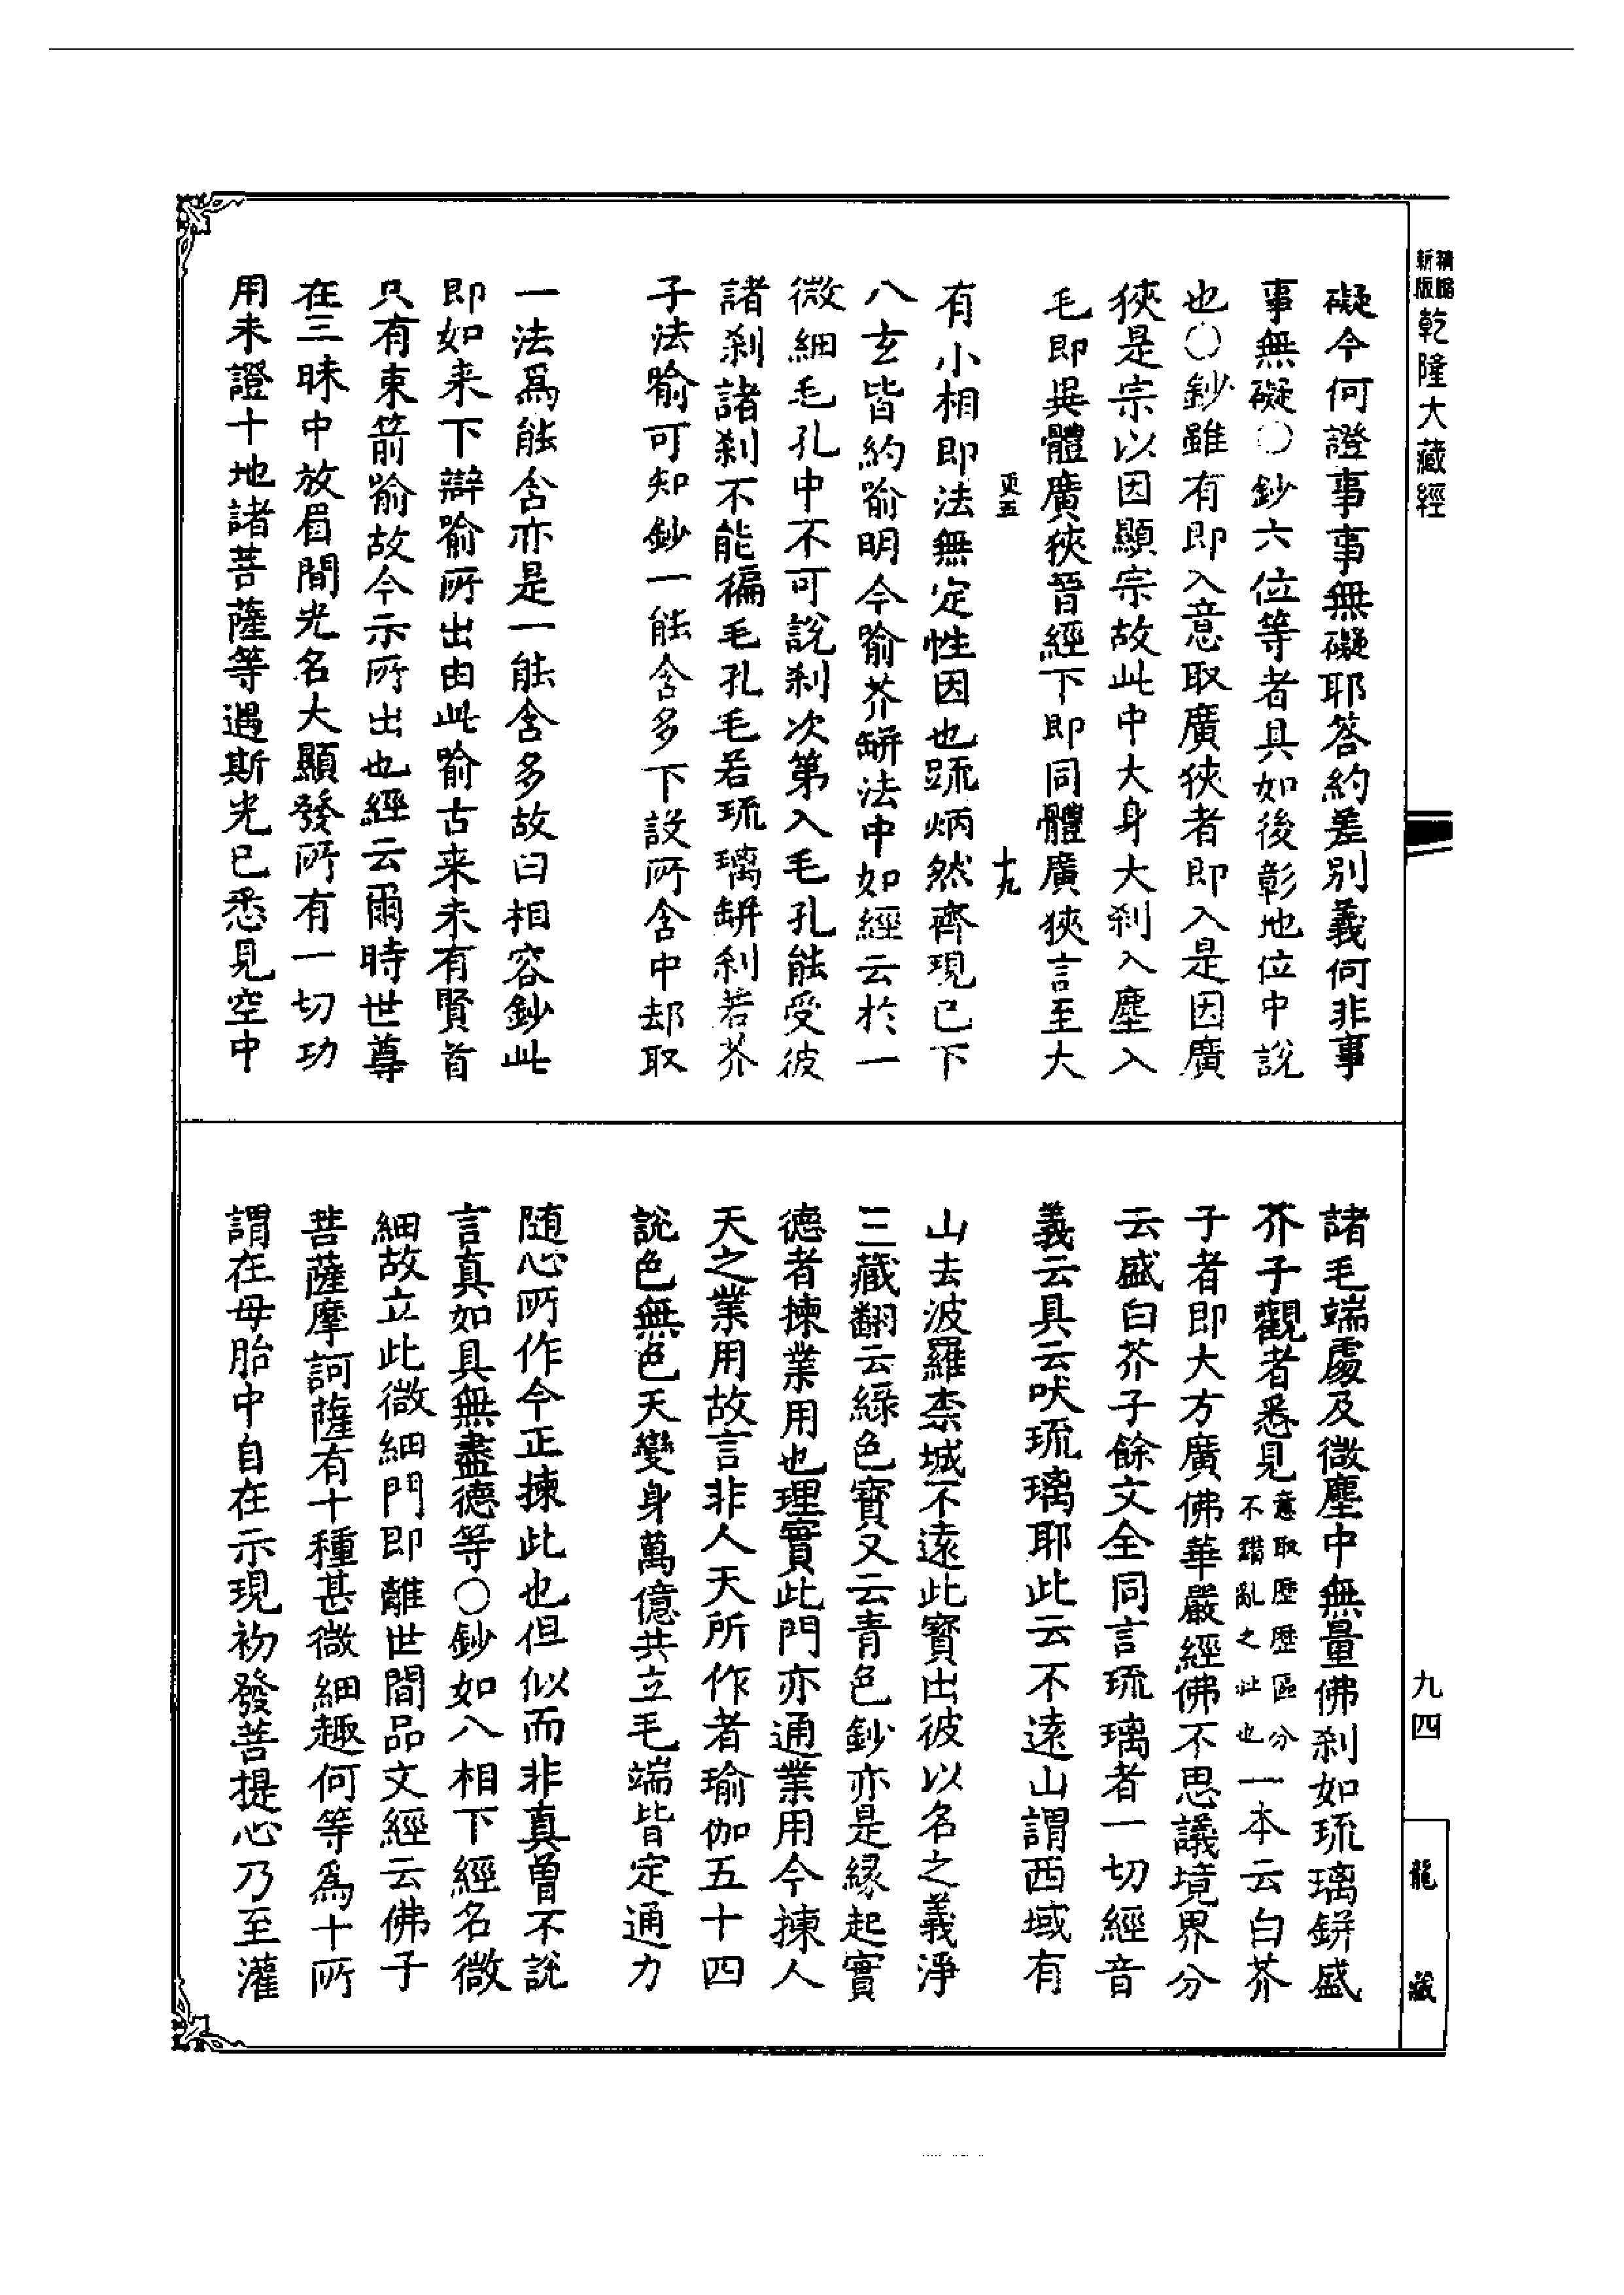 新版精縮乾隆大藏經
礙今何證事事無礙耶答約差別義何非事
事無礙〇鈔六位等者具如後彰地位中說
也〇鈔雖有即入意取廣狹者即入是因廣
狹是宗以因顯宗故此中大身大剎入塵入
毛即異體廣狹晉經下即同體廣狹言至大
更五
十九
有小相即法無定性因也䟽炳然齊現已下
八玄皆約喻明今喻芥缾法中如經云於一
微細毛孔中不可說剎次第入毛孔能受彼
諸剎諸剎不能徧毛孔毛若琉璃缾剎若芥
子法喻可知鈔一能含多下設所含中却取
一法為能含亦是一能含多故曰相容鈔此
即如来下辯喻所出由此喻古来未有賢首
只有束箭喻故今示所出也經云爾時世尊
在三昧中放眉間光名大顯發所有一切功
用未證十地諸菩薩等遇斯光已悉見空中
諸毛端處及微塵中無量佛剎如琉璃缾盛
芥子觀者悉見意取歷歷區分不錯亂之㳄也一本云白芥
子者即大方廣佛華嚴經佛不思議境界分
云盛白芥子餘文全同言琉璃者一切經音
義云具云吠琉璃耶此云不遠山謂西域有
山去波羅柰城不遠此寶出彼以名之義淨
三藏翻云綠色寶又云青色鈔亦是緣起實
德者揀業用也理實此門亦通業用今揀人
天之業用故言非人天所作者瑜伽五十四
說色無色天變身萬億共立毛端皆定通力
随心所作今正揀此也但似而非真曾不說
言真如具無盡德等〇鈔如八相下經名微
細故立此微細門即離世間品文經云佛子
菩薩摩訶薩有十種甚微細趣何等為十所
謂在母胎中自在示現初發菩提心乃至灌
九四
龍藏